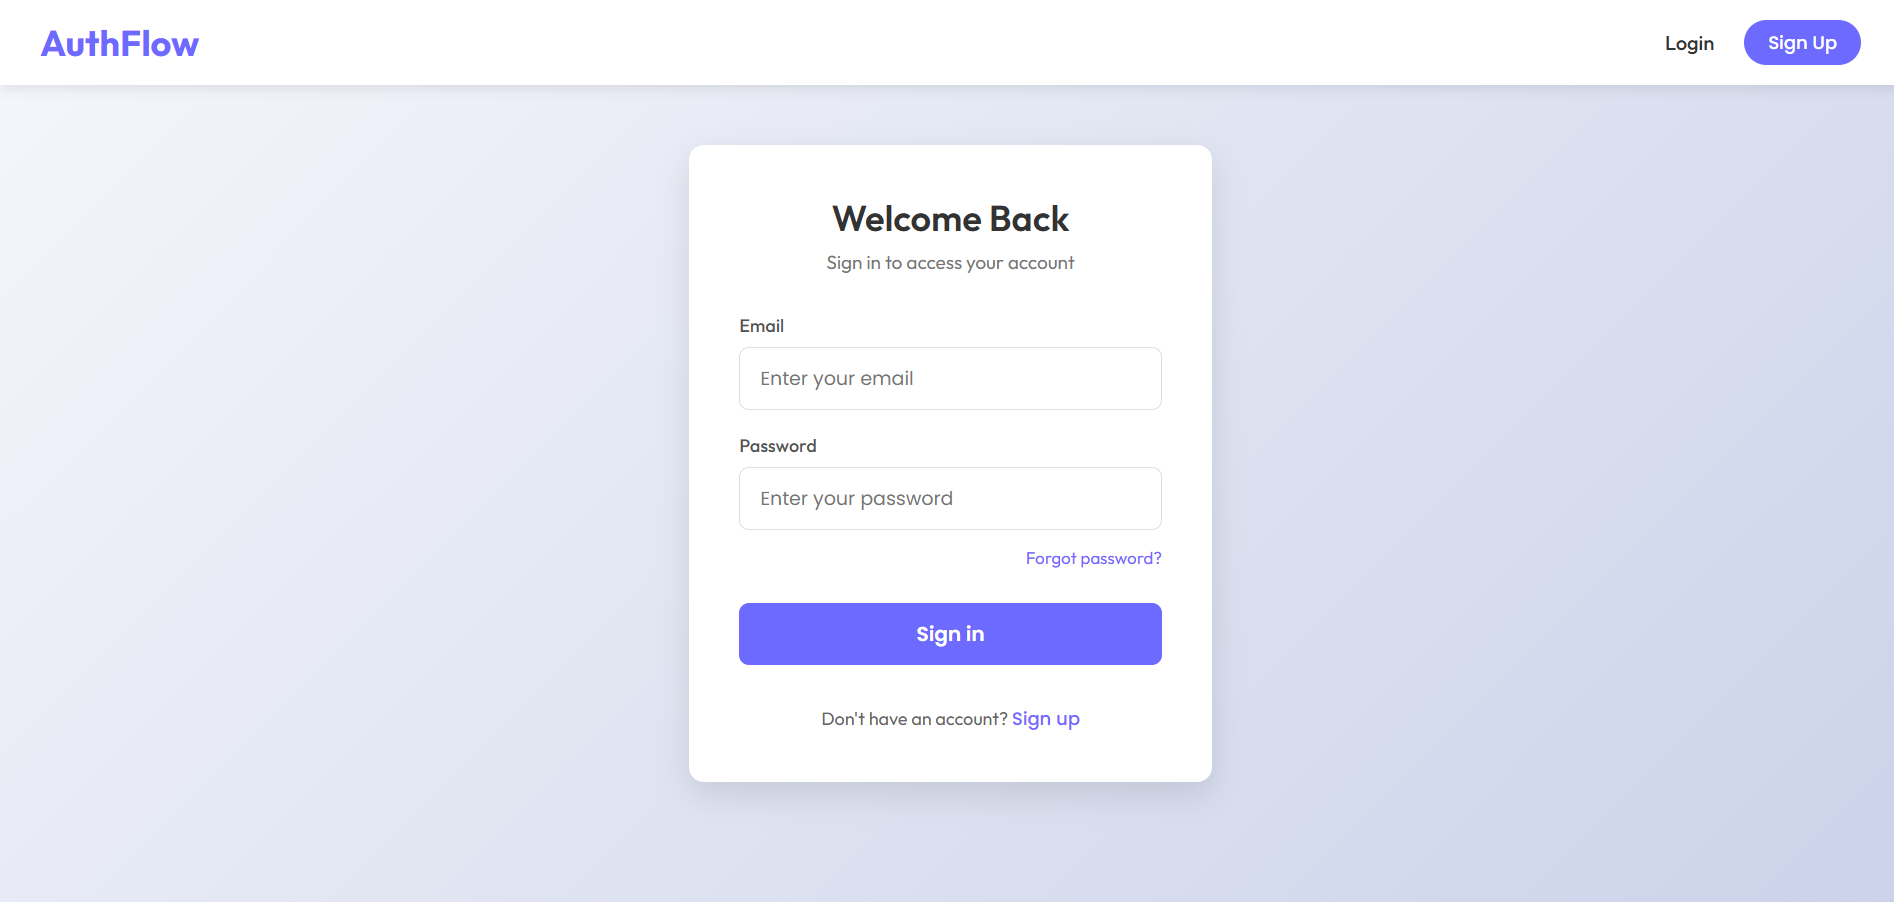 AuthFlow
Login
Sign Up
Welcome Back
Sign in to access your account
Email
Enter your email
Password
Enter your password
Forgot password?
Sign in
Don't have an account? Sign up